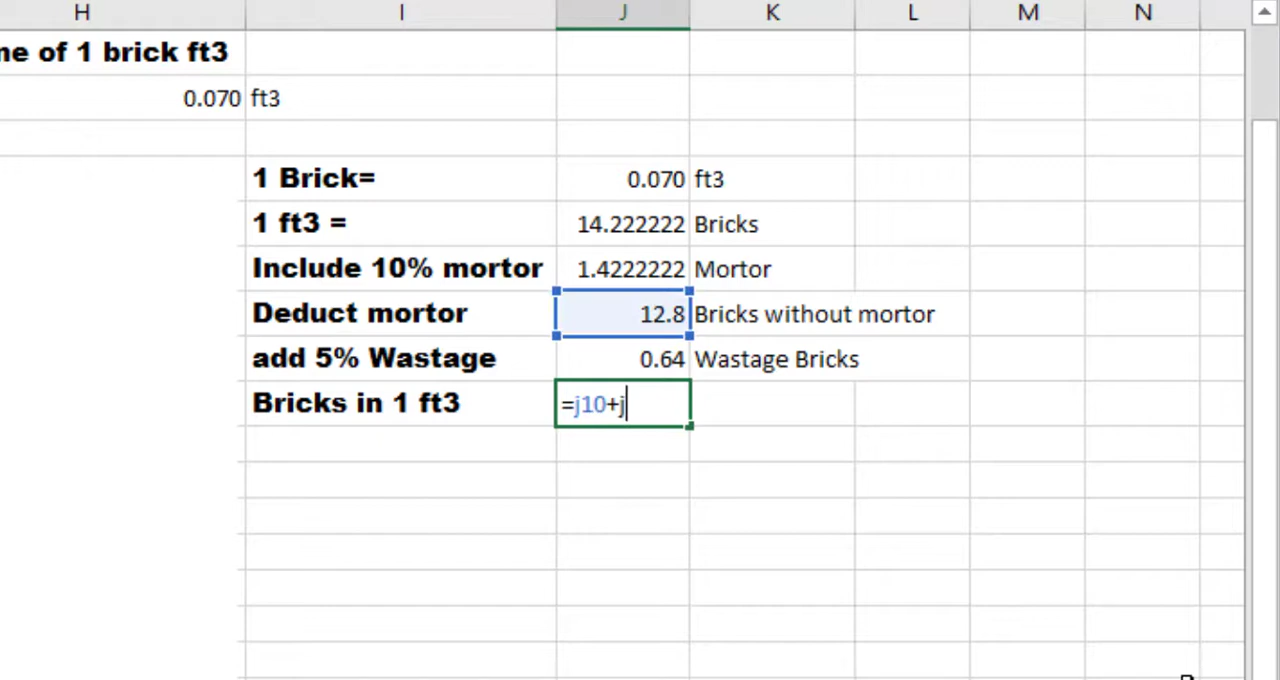 H I J K L M N
ne of 1 brick ft3
0.070 ft3
1 Brick= 0.070 ft3
1 ft3 = 14.222222 Bricks
Include 10% mortor 1.4222222 Mortor
Deduct mortor 12.8 Bricks without mortor
add 5% Wastage 0.64 Wastage Bricks
Bricks in 1 ft3 =j10+j